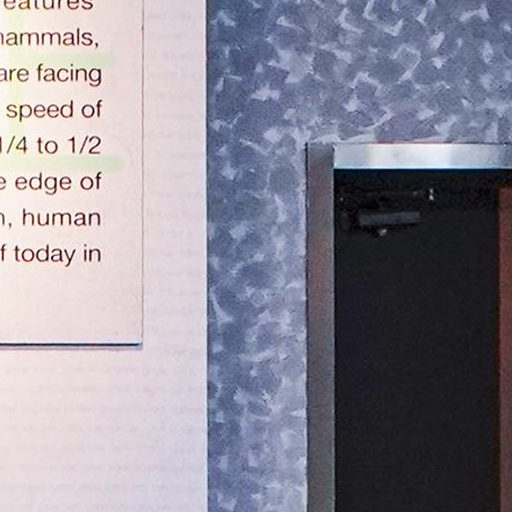 eatures
mammals,
are facing
speed of
1/4 to 1/2
edge of
human
today in